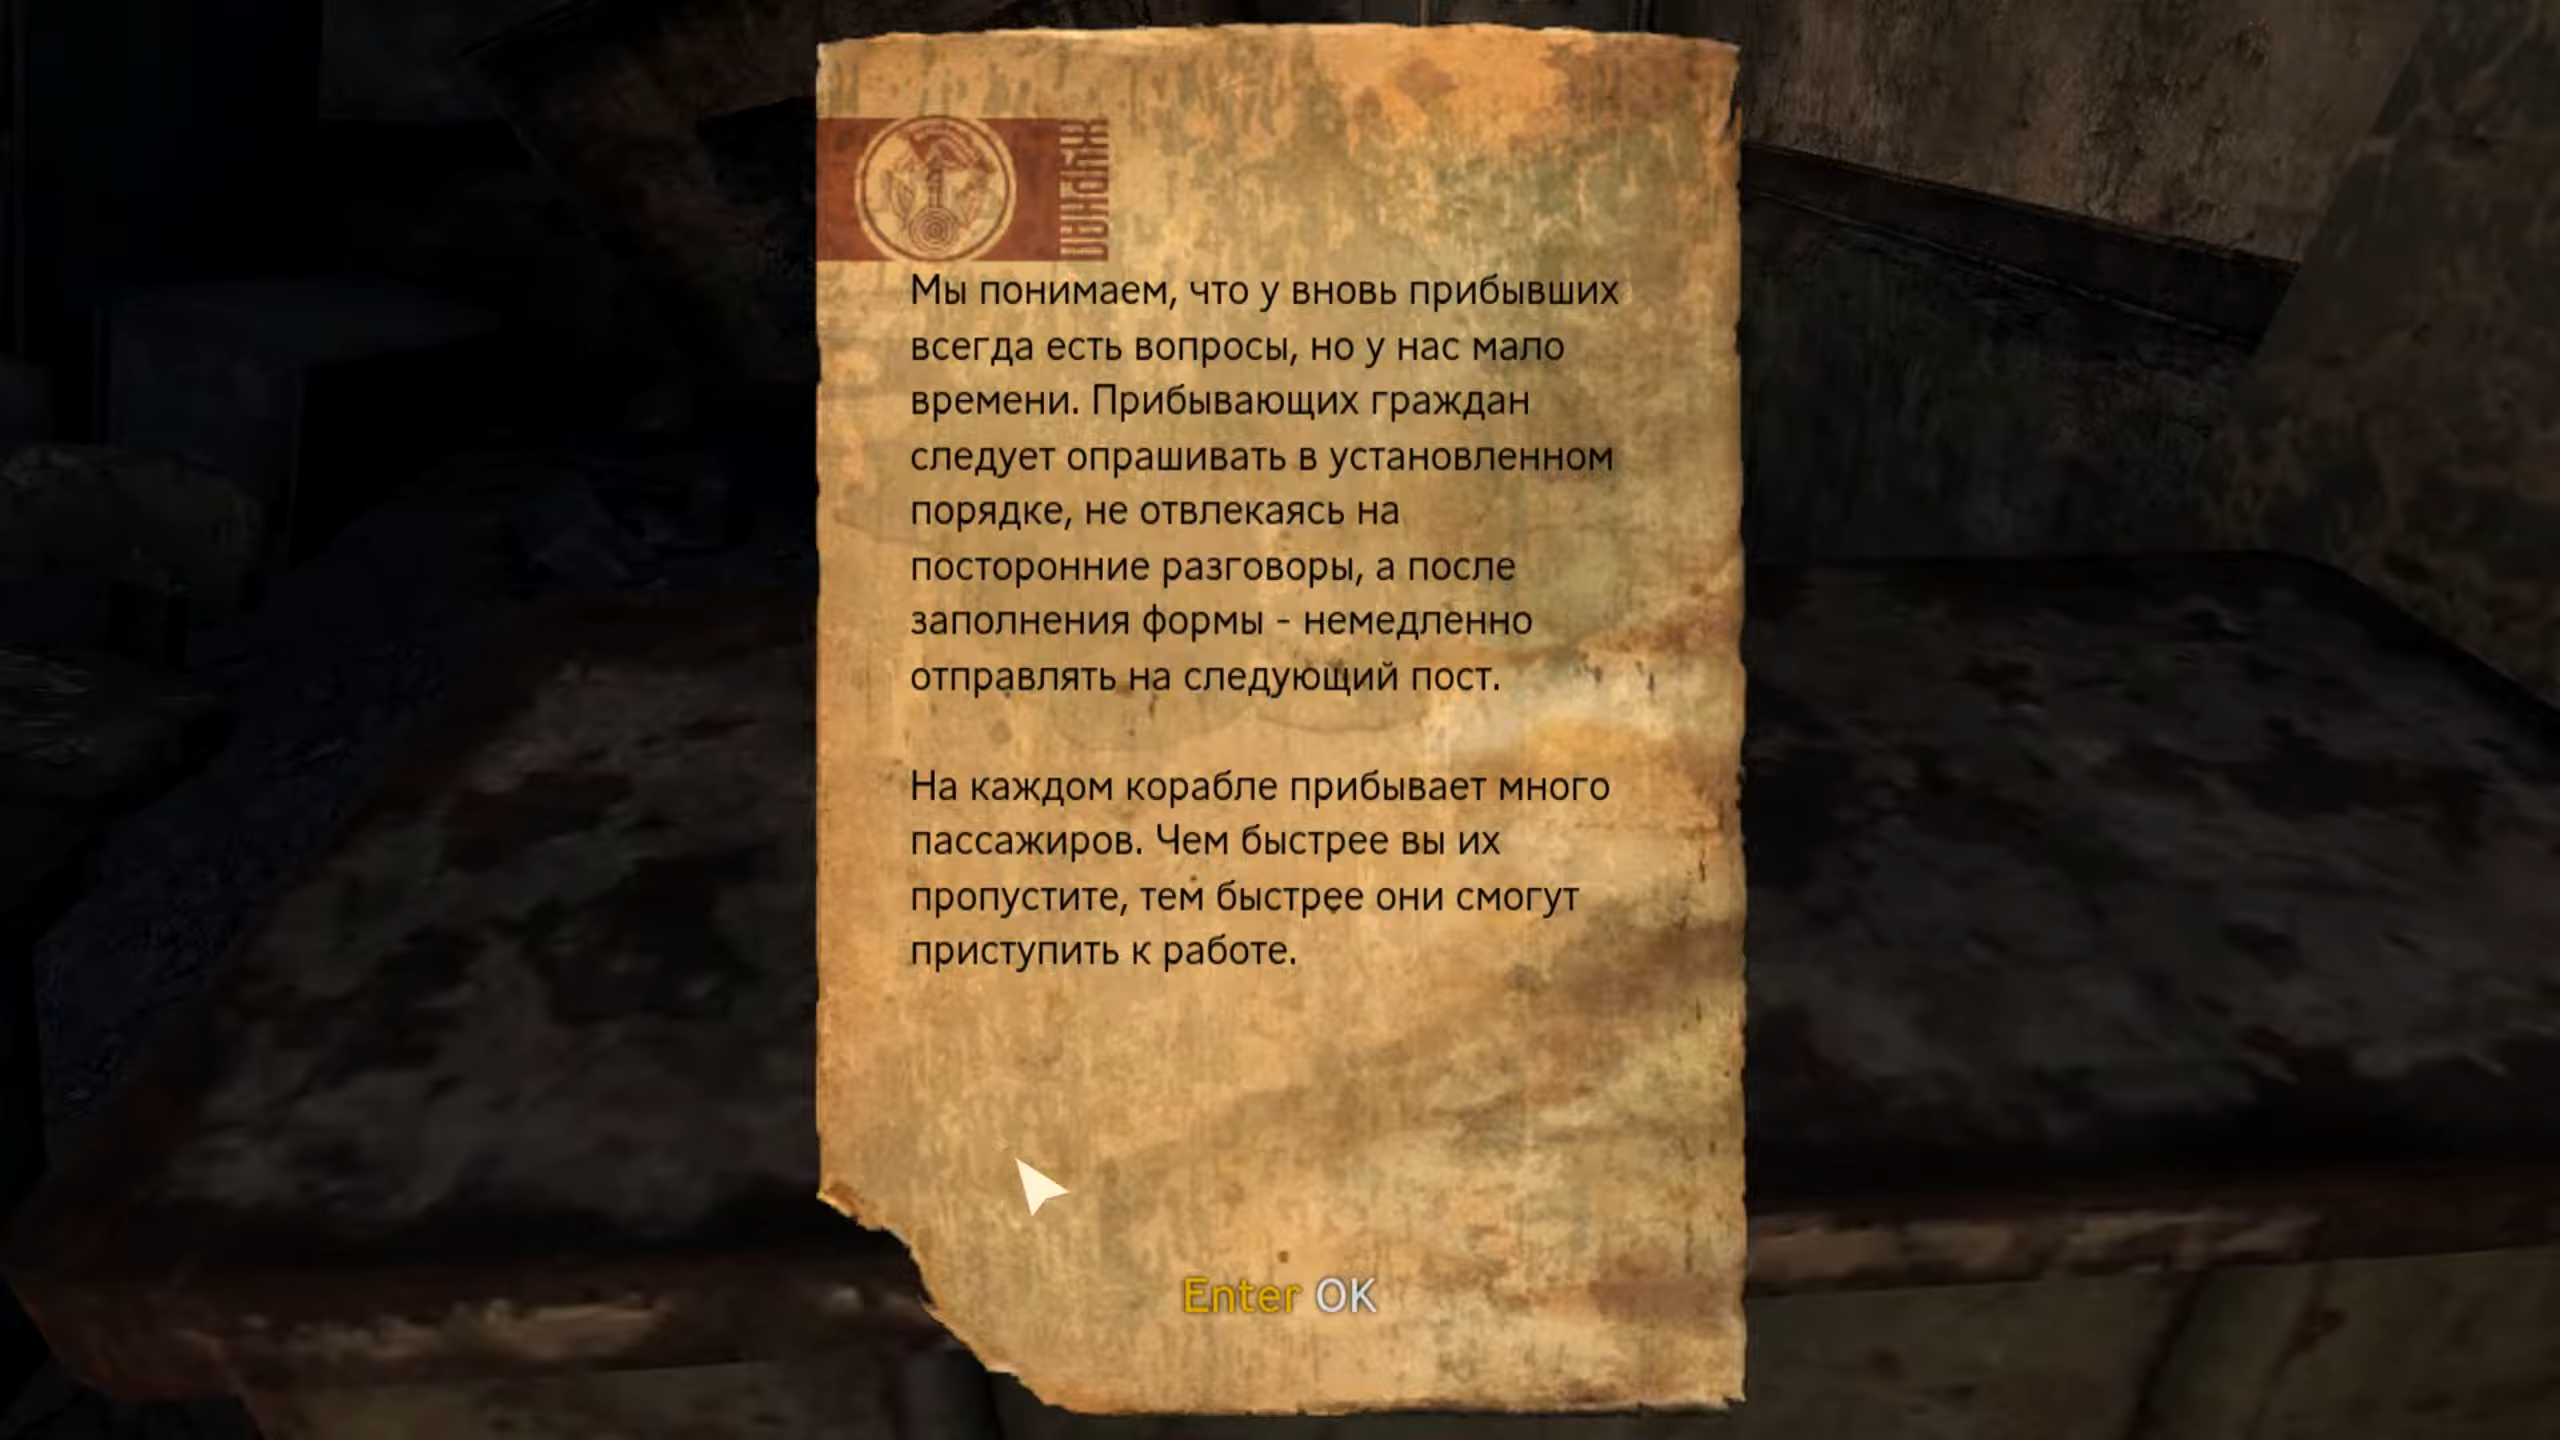 журнал
Мы понимаем, что у вновь прибывших
всегда есть вопросы, но у нас мало
времени. Прибывающих граждан
следует опрашивать в установленном
порядке, не отвлекаясь на
посторонние разговоры, а после
заполнения формы - немедленно
отправлять на следующий пост.
На каждом корабле прибывает много
пассажиров. Чем быстрее вы их
пропустите, тем быстрее они смогут
приступить к работе.
Enter OK